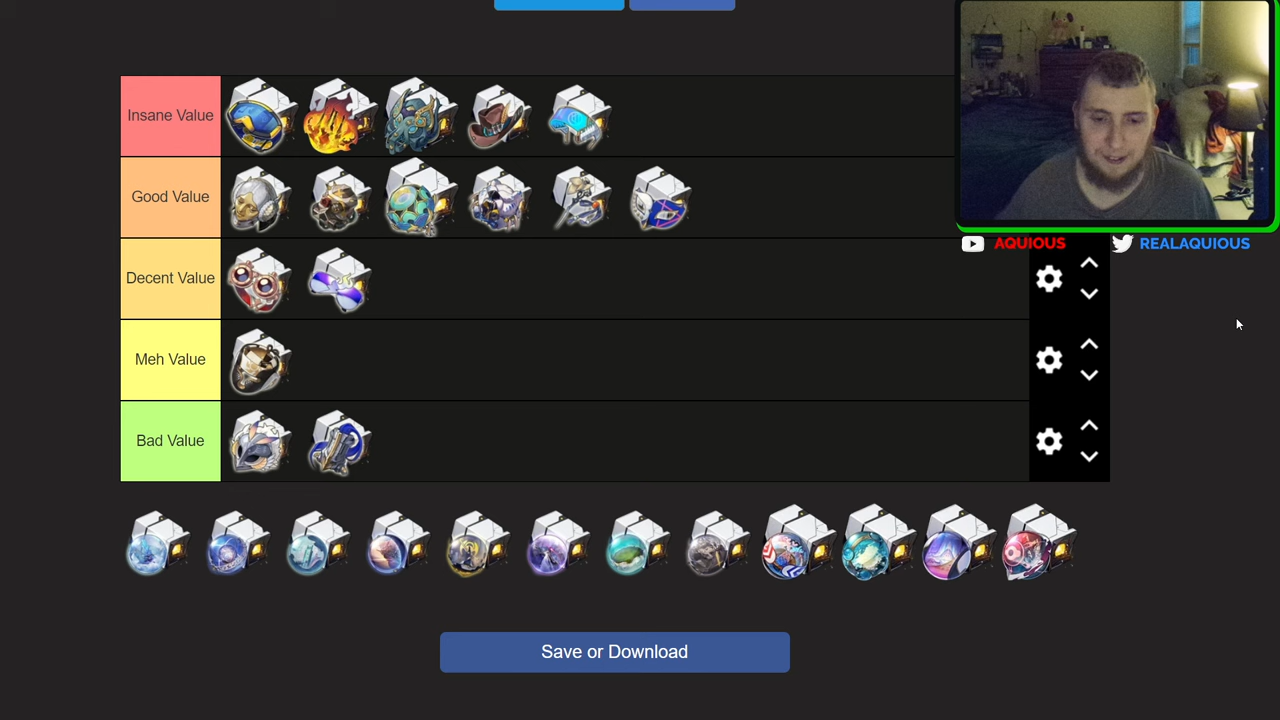 Insane Value
Good Value
AQUIOUS REALAQUIOUS
Decent Value
Meh Value
Bad Value
Save or Download